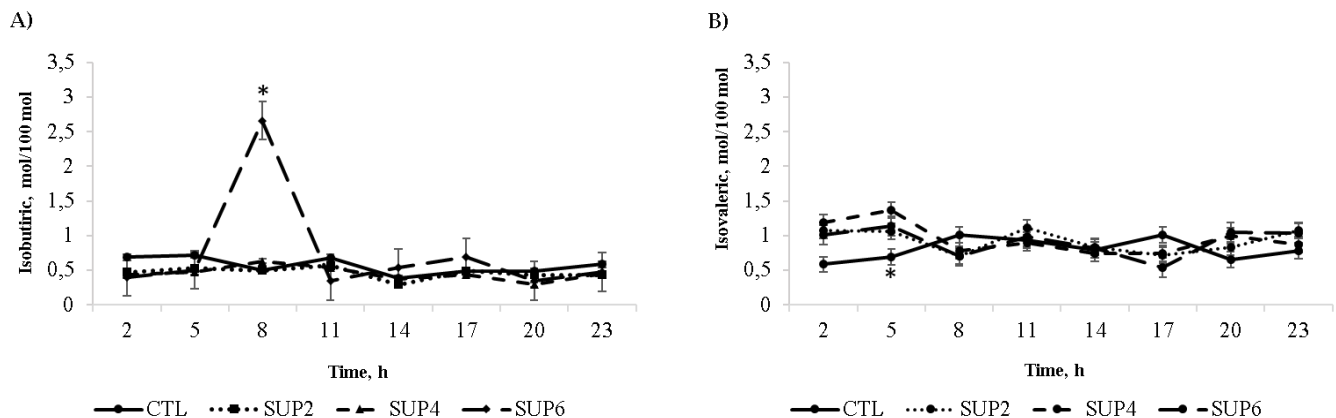 A)
Isobutiric, mol/100 mol
3,5
3
2,5
2
1,5
1
0,5
0
*
2 5 8 11 14 17 20 23
Time, h
CTL SUP2 SUP4 SUP6
B)
Isovaleric, mol/100 mol
3,5
3
2,5
2
1,5
1
0,5
0
*
2 5 8 11 14 17 20 23
Time, h
CTL SUP2 SUP4 SUP6